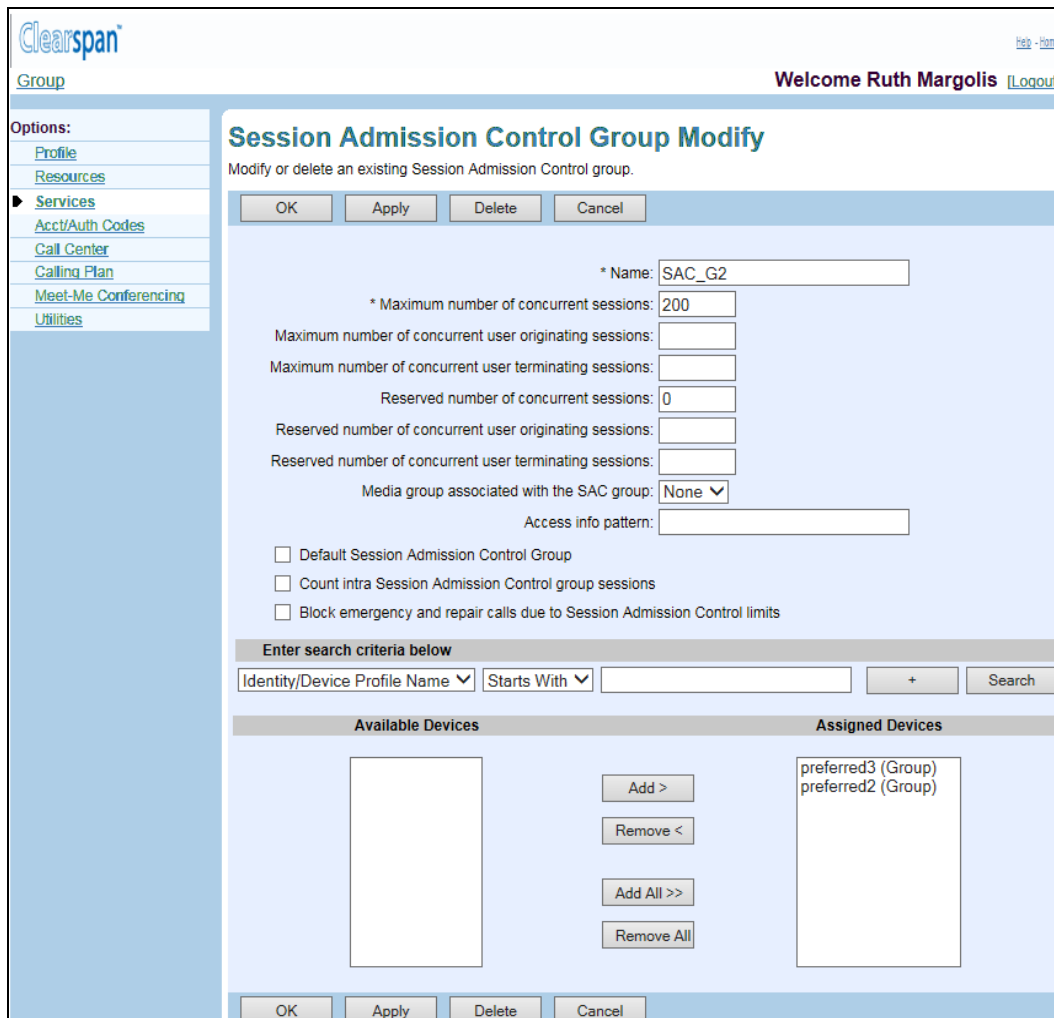 Clearspan™
Help - Hom
Group
Welcome Ruth Margolis [Logout
Options:
Profile
Resources
Services
Acct/Auth Codes
Call Center
Calling Plan
Meet-Me Conferencing
Utilities
Session Admission Control Group Modify
Modify or delete an existing Session Admission Control group.
OK Apply Delete Cancel
* Name: SAC_G2
* Maximum number of concurrent sessions: 200
Maximum number of concurrent user originating sessions:
Maximum number of concurrent user terminating sessions:
Reserved number of concurrent sessions: 0
Reserved number of concurrent user originating sessions:
Reserved number of concurrent user terminating sessions:
Media group associated with the SAC group: None
Access info pattern:
Default Session Admission Control Group
Count intra Session Admission Control group sessions
Block emergency and repair calls due to Session Admission Control limits
Enter search criteria below
Identity/Device Profile Name Starts With + Search
Available Devices Assigned Devices
preferred3 (Group)
preferred2 (Group)
Add >
Remove <
Add All >>
Remove All
OK Apply Delete Cancel